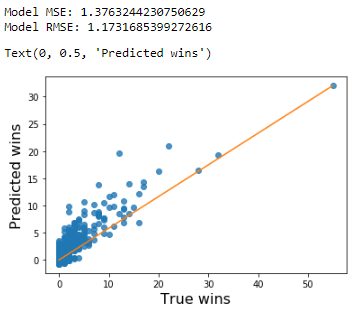 Model MSE: 1.3763244230750629
Model RMSE: 1.1731685399272616
Text(0, 0.5, 'Predicted wins')
30
25
20
15
10
5
0
Predicted wins
0 10 20 30 40 50
True wins